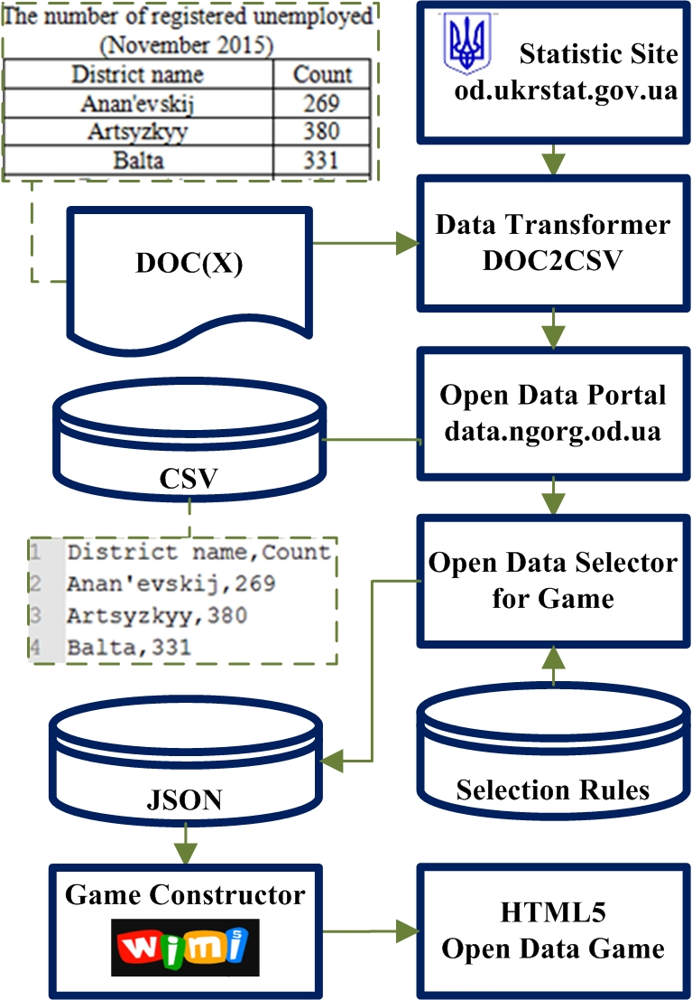 The number of registered unemployed
(November 2015)
District name Count
Anan'evskij 269
Artsyzkyy 380
Balta 331
Statistic Site
od.ukrstat.gov.ua
DOC(X)
Data Transformer
DOC2CSV
CSV
Open Data Portal
data.ngorg.od.ua
1 District name,Count
2 Anan'evskij,269
3 Artsyzkyy,380
4 Balta,331
Open Data Selector
for Game
JSON
Selection Rules
Game Constructor
wimi5
HTML5
Open Data Game